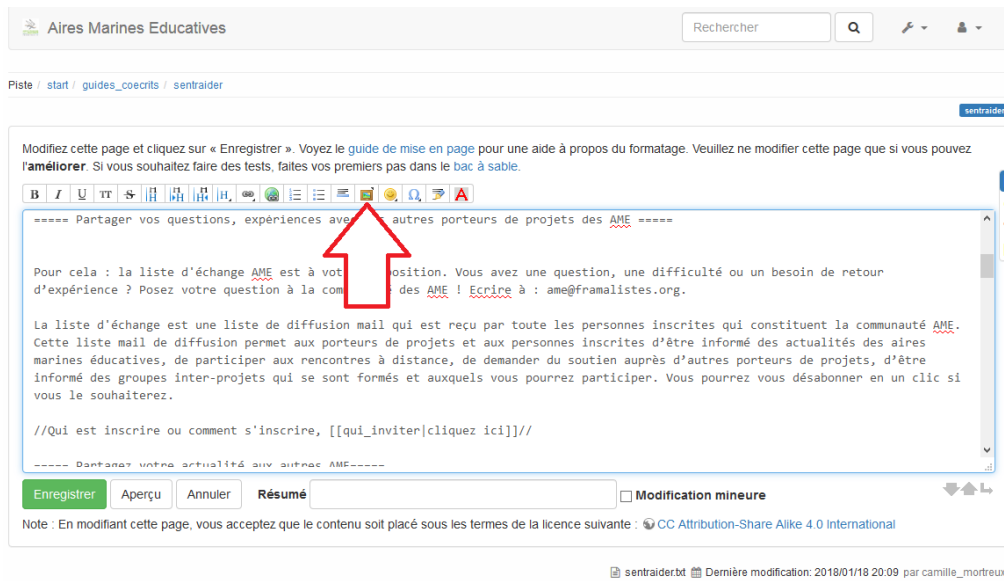 Aires Marines Educatives
Rechercher
Piste / start / guides_coecrits / sentraider
sentraider
Modifiez cette page et cliquez sur « Enregistrer ». Voyez le guide de mise en page pour une aide à propos du formatage. Veuillez ne modifier cette page que si vous pouvez
l'améliorer. Si vous souhaitez faire des tests, faites vos premiers pas dans le bac à sable.
B I U TT S H H H H, Ω A
===== Partager vos questions, expériences ave autres porteurs de projets des AME =====
Pour cela : la liste d'échange AME est à vot position. Vous avez une question, une difficulté ou un besoin de retour
d’expérience ? Posez votre question à la com des AME ! Ecrire à : ame@framalistes.org.
La liste d'échange est une liste de diffusion mail qui est reçu par toute les personnes inscrites qui constituent la communauté AME.
Cette liste mail de diffusion permet aux porteurs de projets et aux personnes inscrites d’être informé des actualités des aires
marines éducatives, de participer aux rencontres à distance, de demander du soutien auprès d’autres porteurs de projets, d’être
informé des groupes inter-projets qui se sont formés et auxquels vous pourrez participer. Vous pourrez vous désabonner en un clic si
vous le souhaiterez.
//Qui est inscrire ou comment s'inscrire, [[qui_inviter|cliquez ici]]//
----- Partagez votre actualité aux autres AME-----
Enregistrer Aperçu Annuler Résumé Modification mineure
Note : En modifiant cette page, vous acceptez que le contenu soit placé sous les termes de la licence suivante : CC Attribution-Share Alike 4.0 International
sentraider.txt Dernière modification: 2018/01/18 20:09 par camille_mortreux